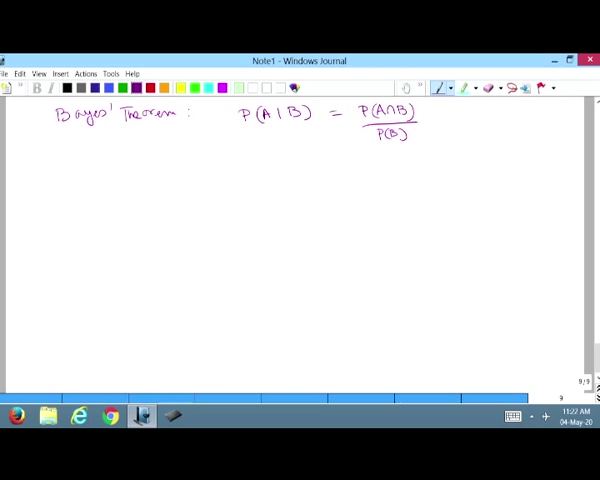 Note1 - Windows Journal
File Edit View Insert Actions Tools Help
B I
Bayes' Theorem : P(A | B) = P(A∩B)
P(B)
9/9
9
11:22 AM
04-May-20